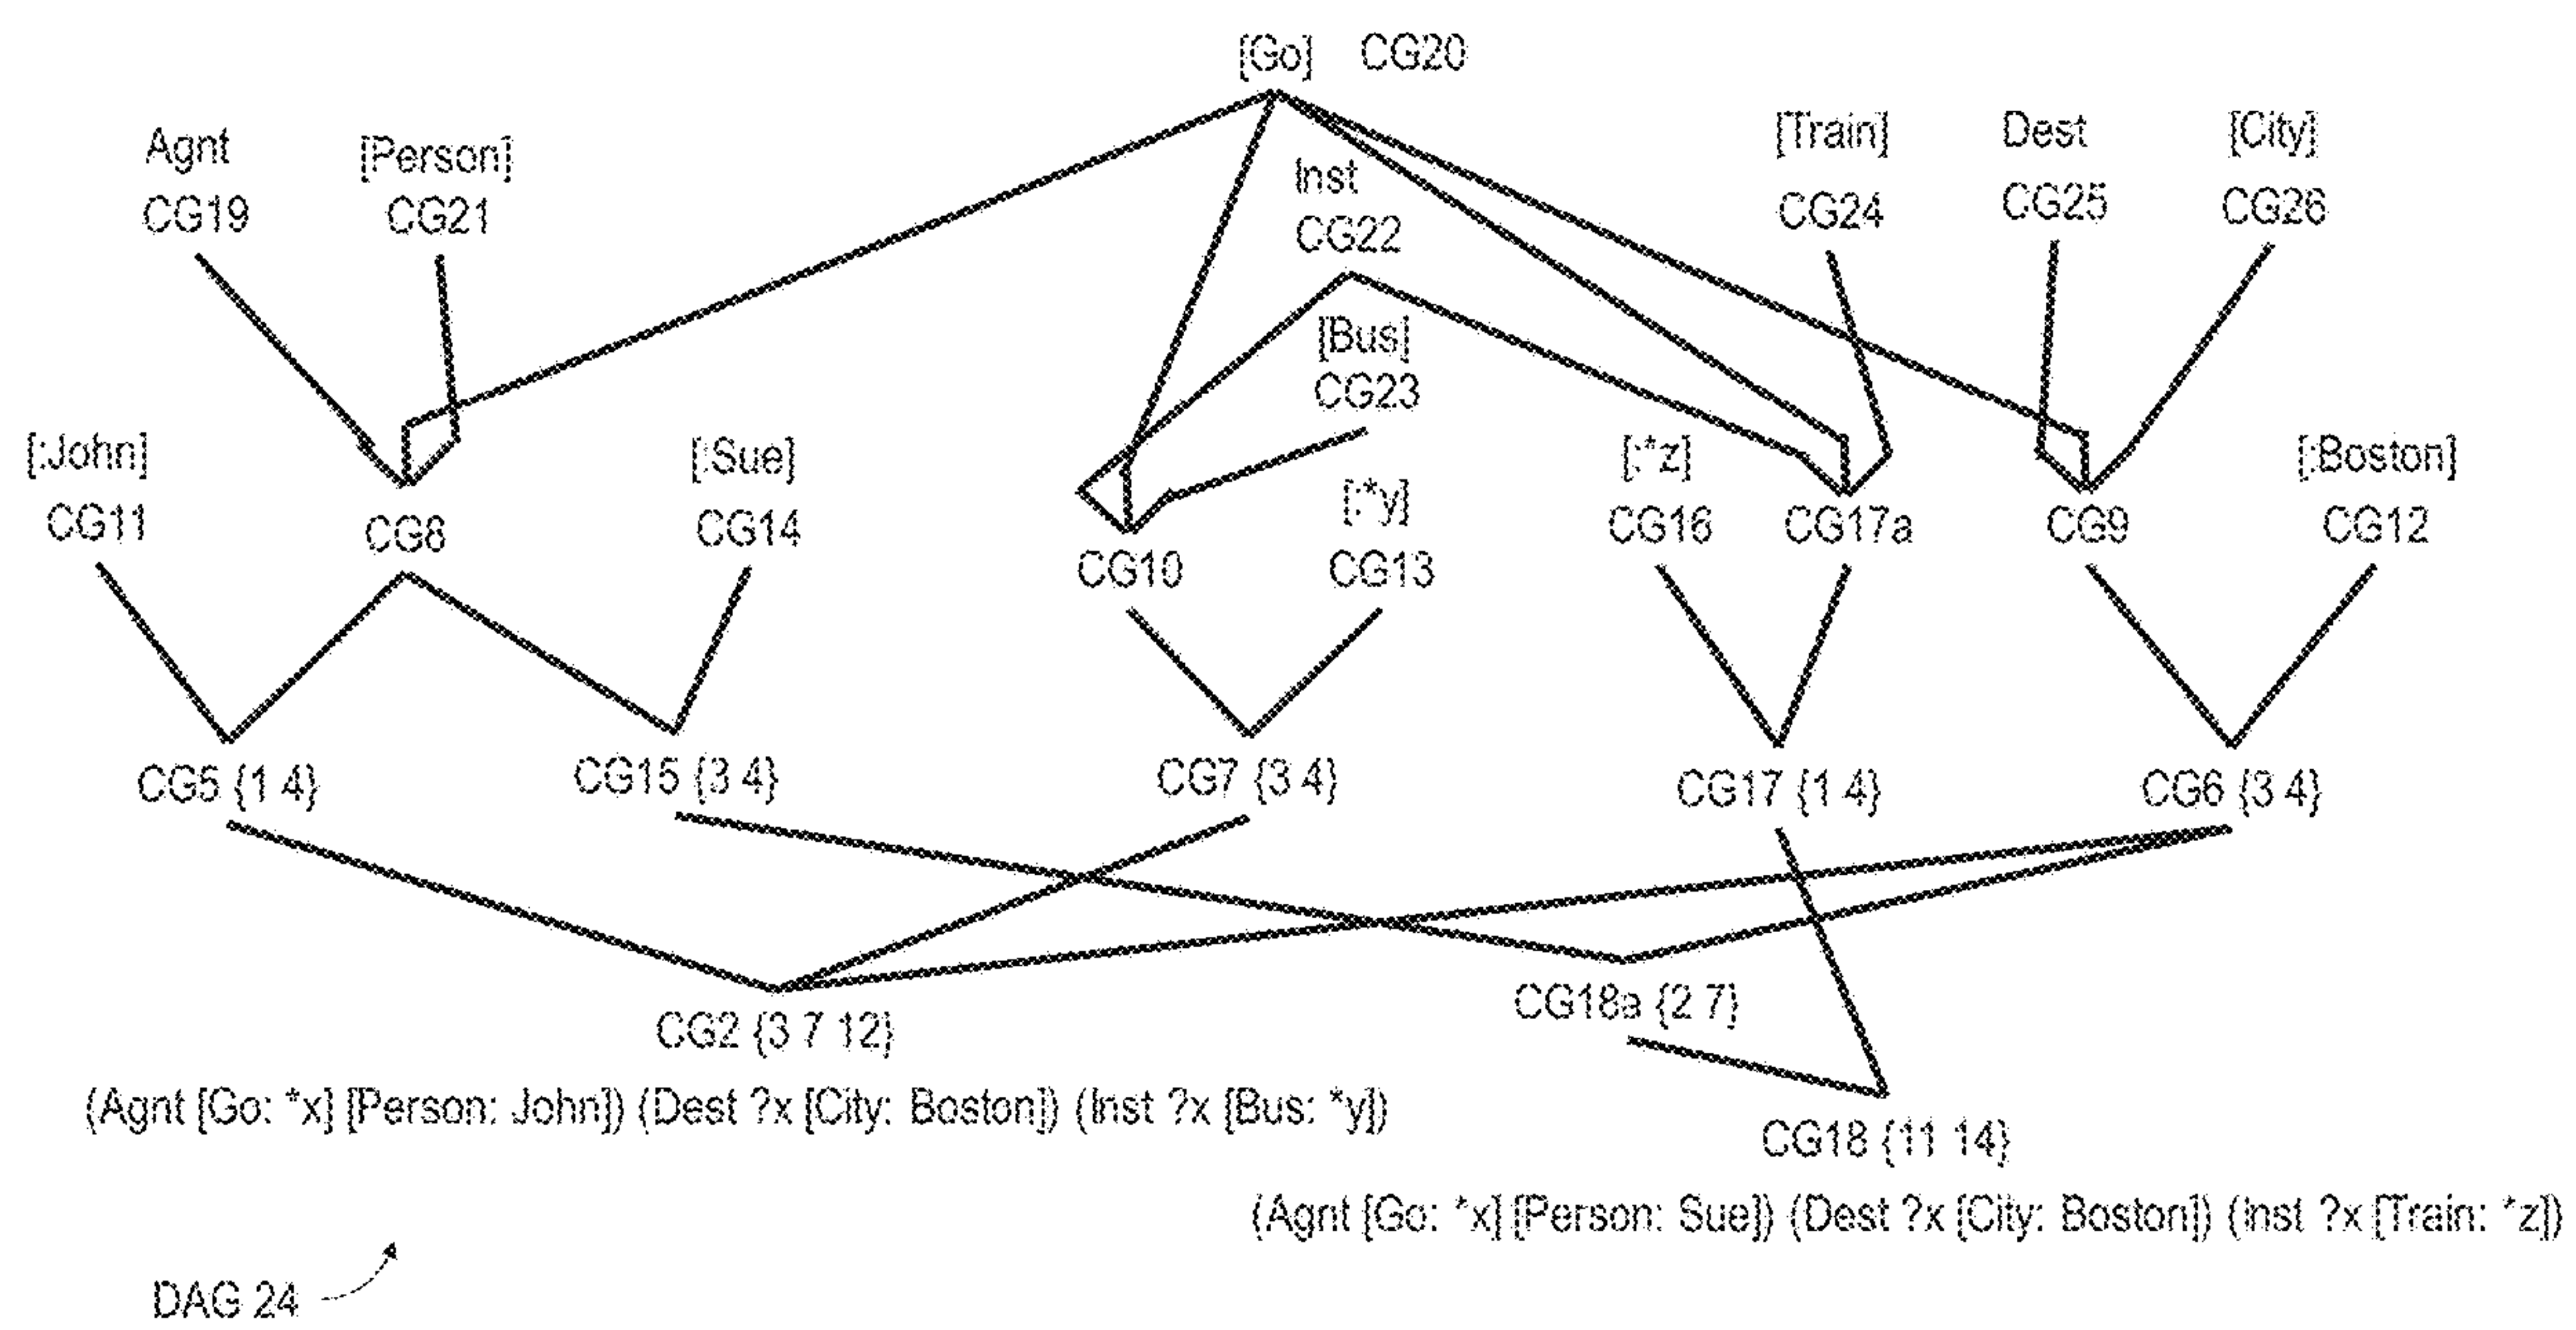 [Go] CG20
Agnt
CG19
[Person]
CG21
Inst
CG22
[Train]
CG24
Dest
CG25
[City]
CG26
[Bus]
CG23
[:John]
CG11
CG8
[:Sue]
CG14
CG10
[:*y]
CG13
[:*z]
CG16
CG17a
CG9
[:Boston]
CG12
CG5 {1 4}
CG15 {3 4}
CG7 {3 4}
CG17 {1 4}
CG6 {3 4}
CG18a {2 7}
CG2 {3 7 12}
(Agnt [Go: *x] [Person: John]) (Dest ?x [City: Boston]) (Inst ?x [Bus: *y])
CG18 {11 14}
(Agnt [Go: *x] [Person: Sue]) (Dest ?x [City: Boston]) (Inst ?x [Train: *z])
DAG 24